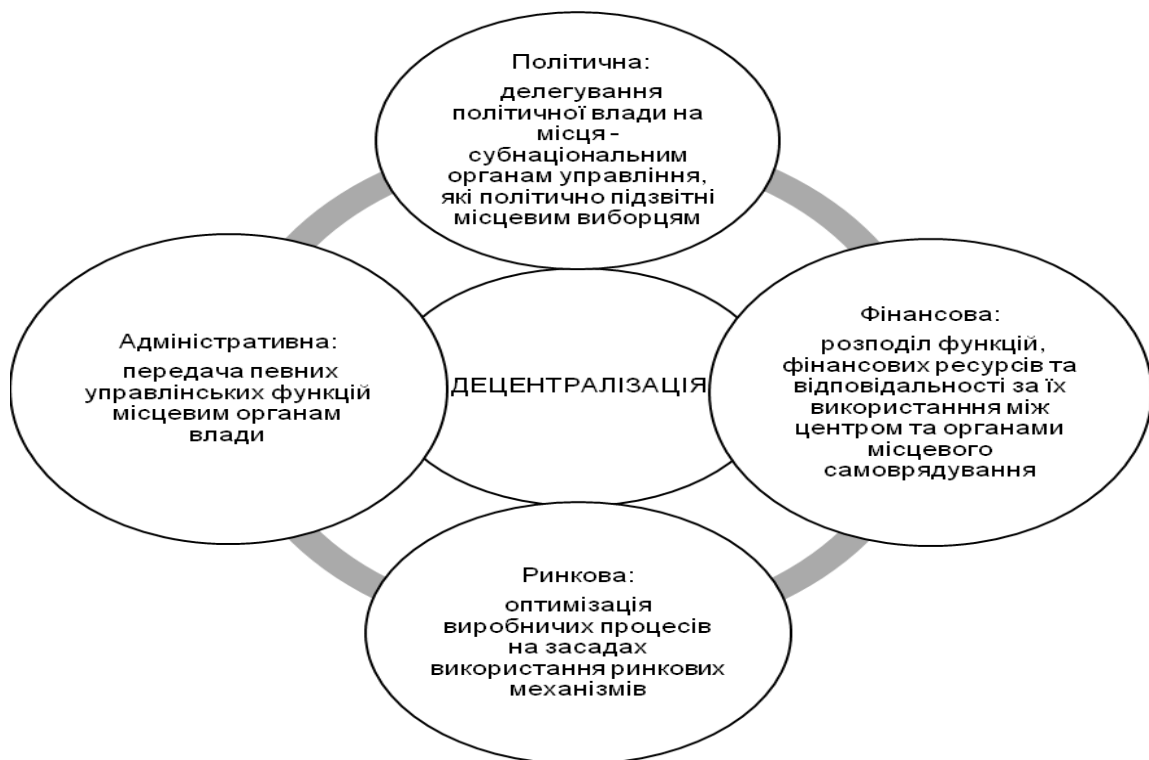 Політична:
делегування
політичної влади на
місця -
субнаціональним
органам управління,
які політично підзвітні
місцевим виборцям
Адміністративна:
передача певних
управлінських функцій
місцевим органам
влади
ДЕЦЕНТРАЛІЗАЦІЯ
Фінансова:
розподіл функцій,
фінансових ресурсів та
відповідальності за їх
використанння між
центром та органами
місцевого
самоврядування
Ринкова:
оптимізація
виробничих процесів
на засадах
використання ринкових
механізмів